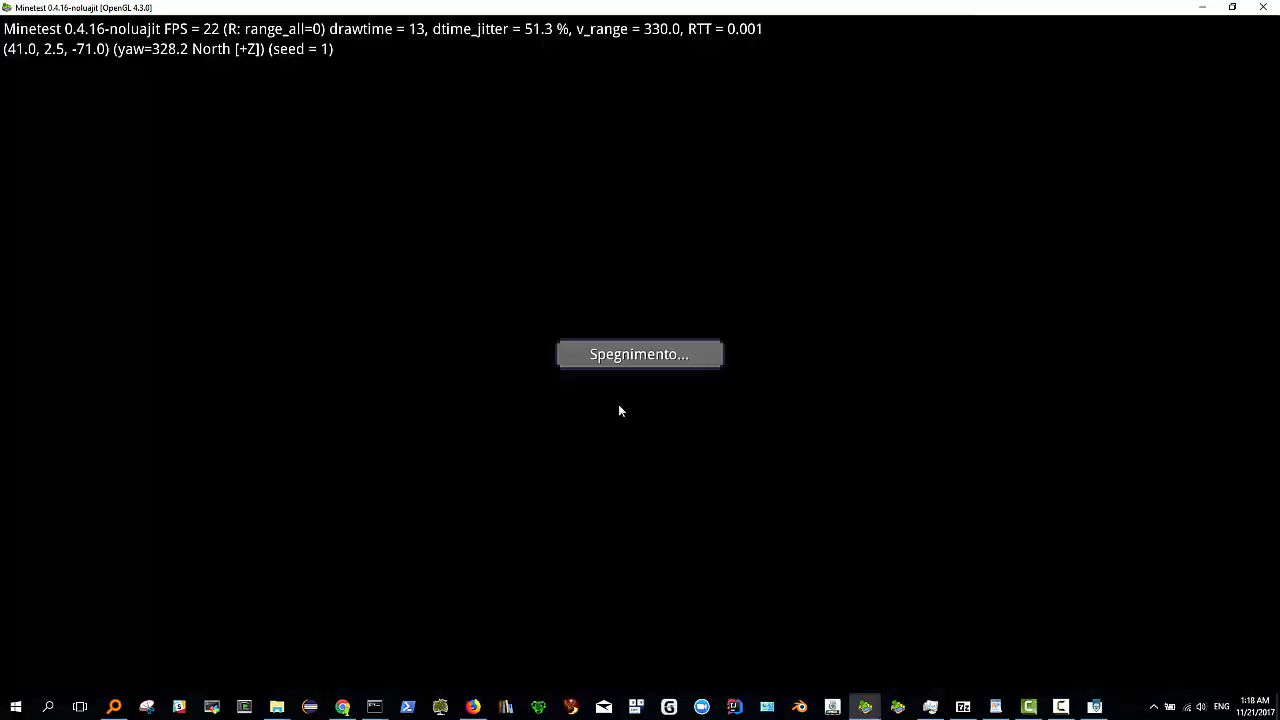 Minetest 0.4.16-noluajit [OpenGL 4.3.0]
Minetest 0.4.16-noluajit FPS = 22 (R: range_all=0) drawtime = 13, dtime_jitter = 51.3 %, v_range = 330.0, RTT = 0.001
(41.0, 2.5, -71.0) (yaw=328.2 North [+Z]) (seed = 1)
Spegnimento...
ENG
1:18 AM
11/21/2017